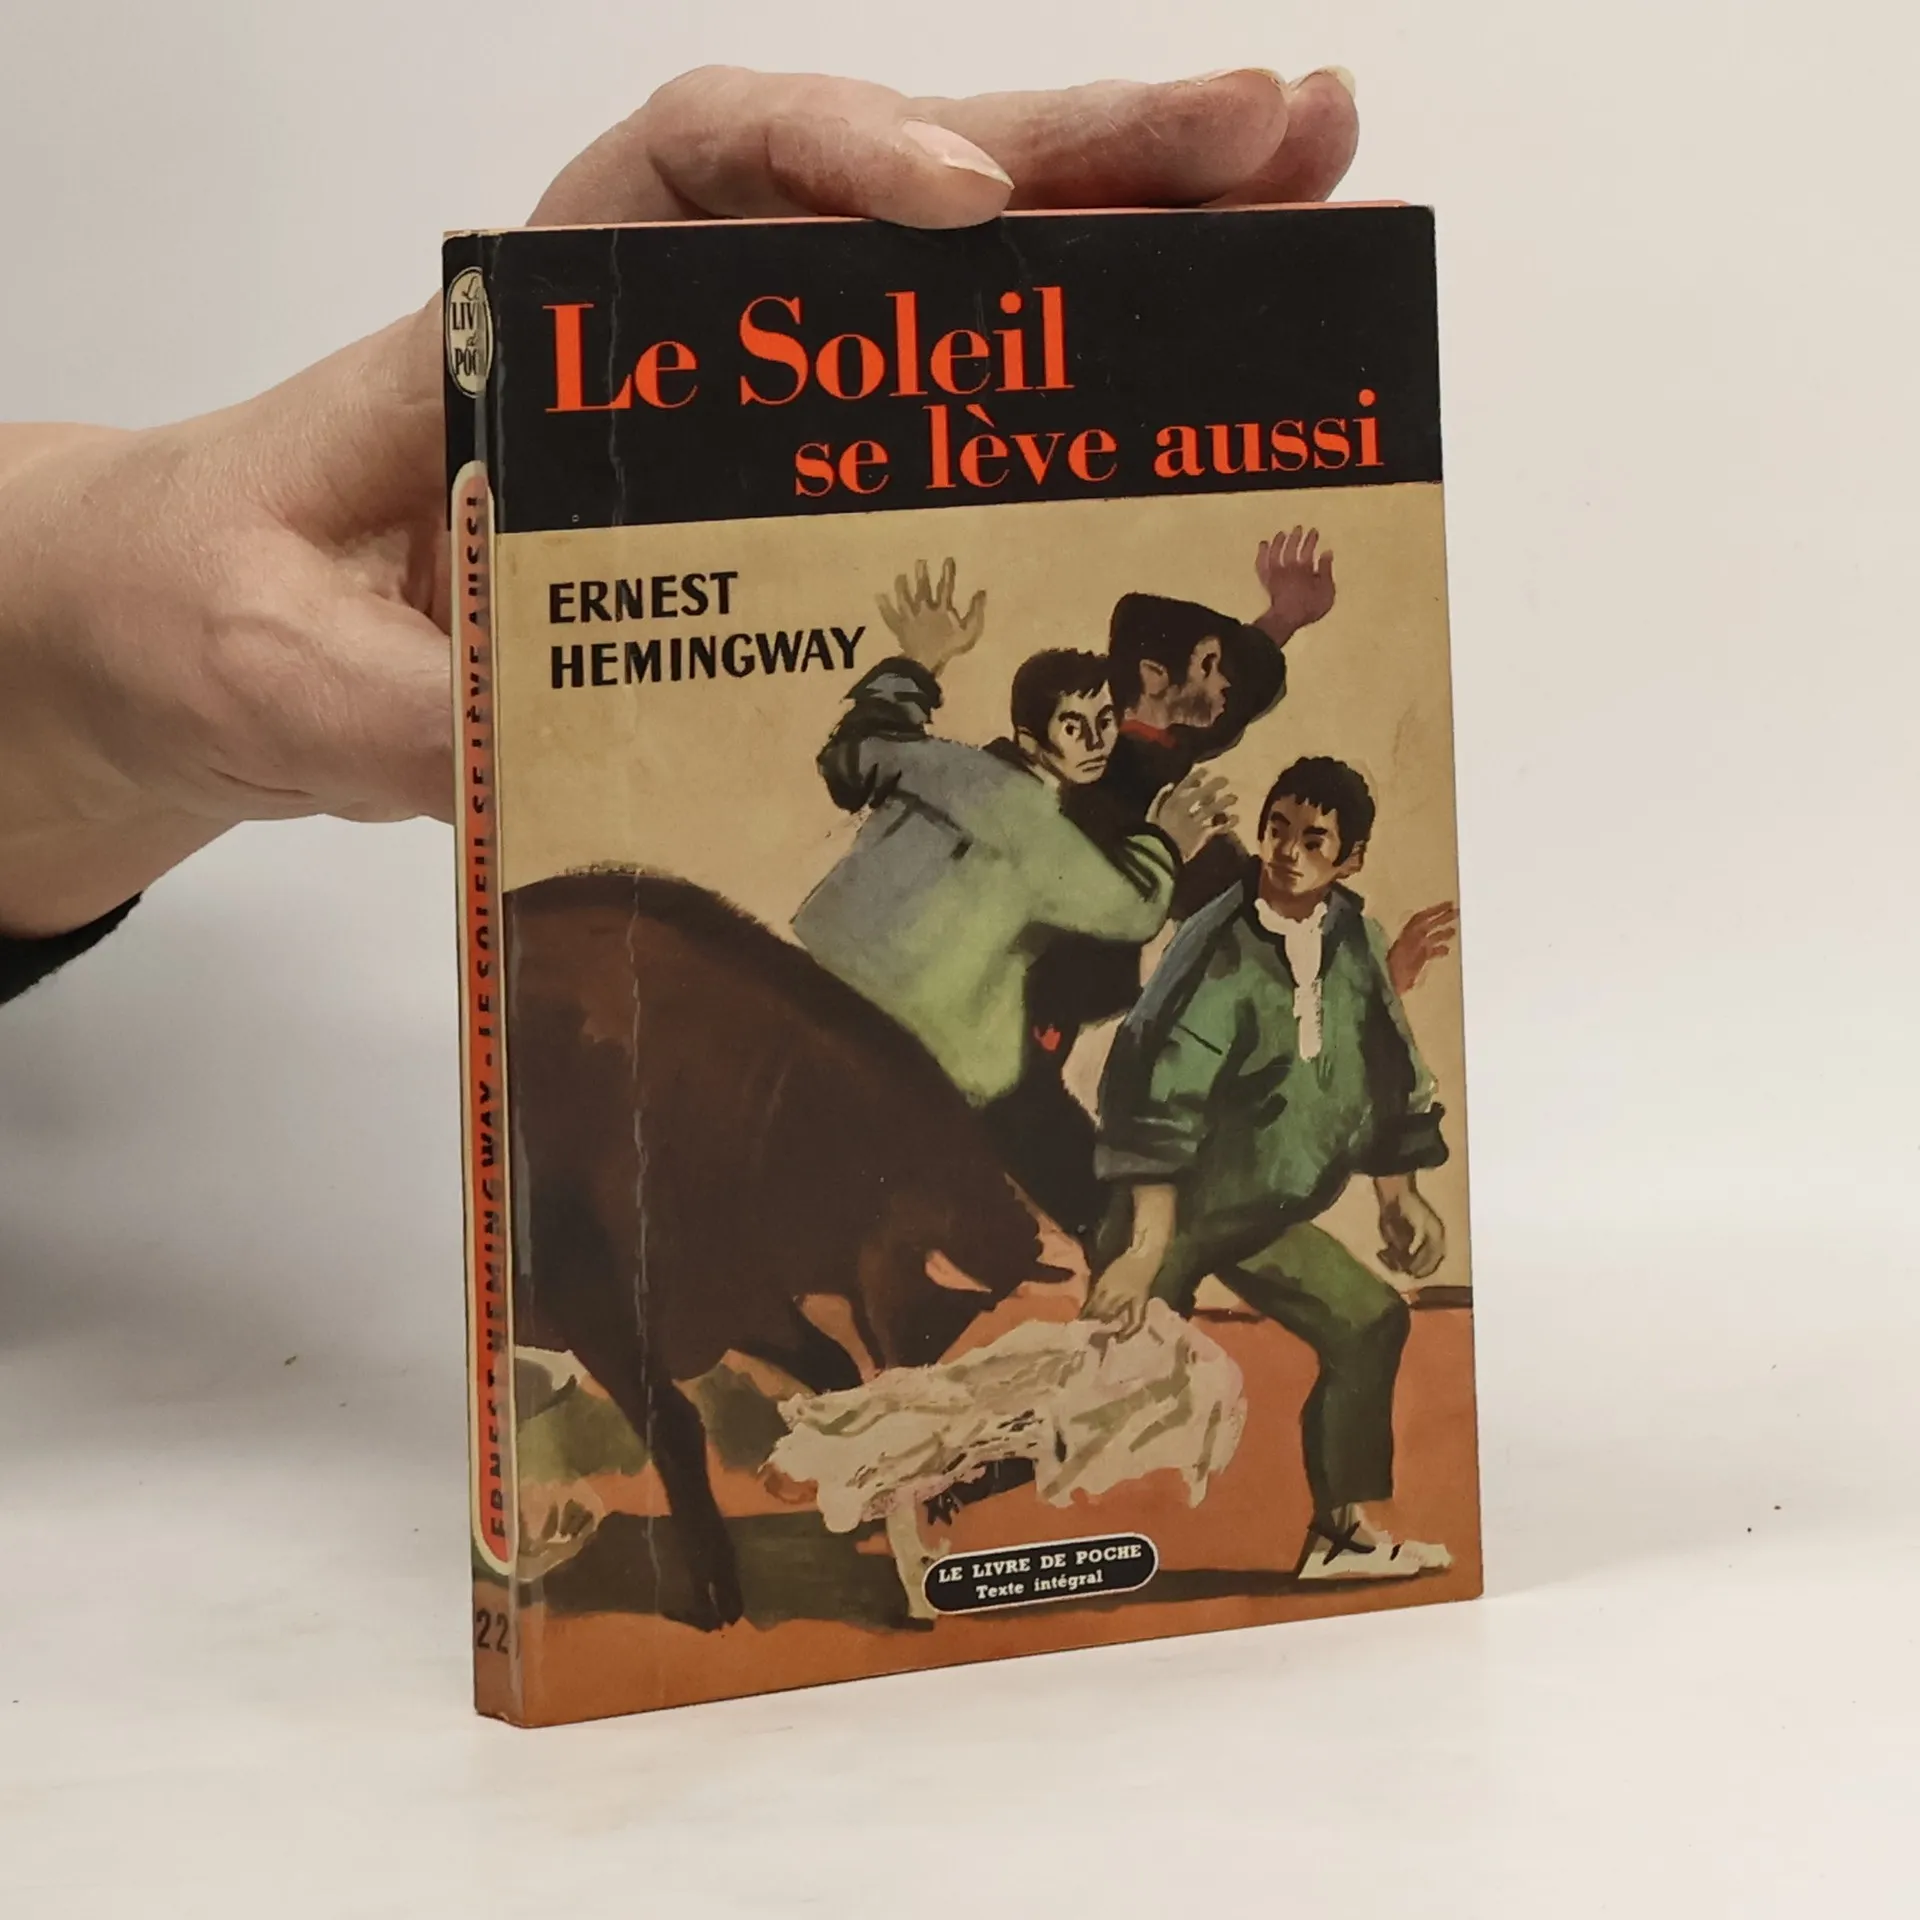 Le Soleil
se lève aussi
ERNEST
HEMINGWAY
LE LIVRE DE POCHE
Texte intégral
ERNEST HEMINGWAY - LE SOLEIL SE LÈVE AUSSI
22